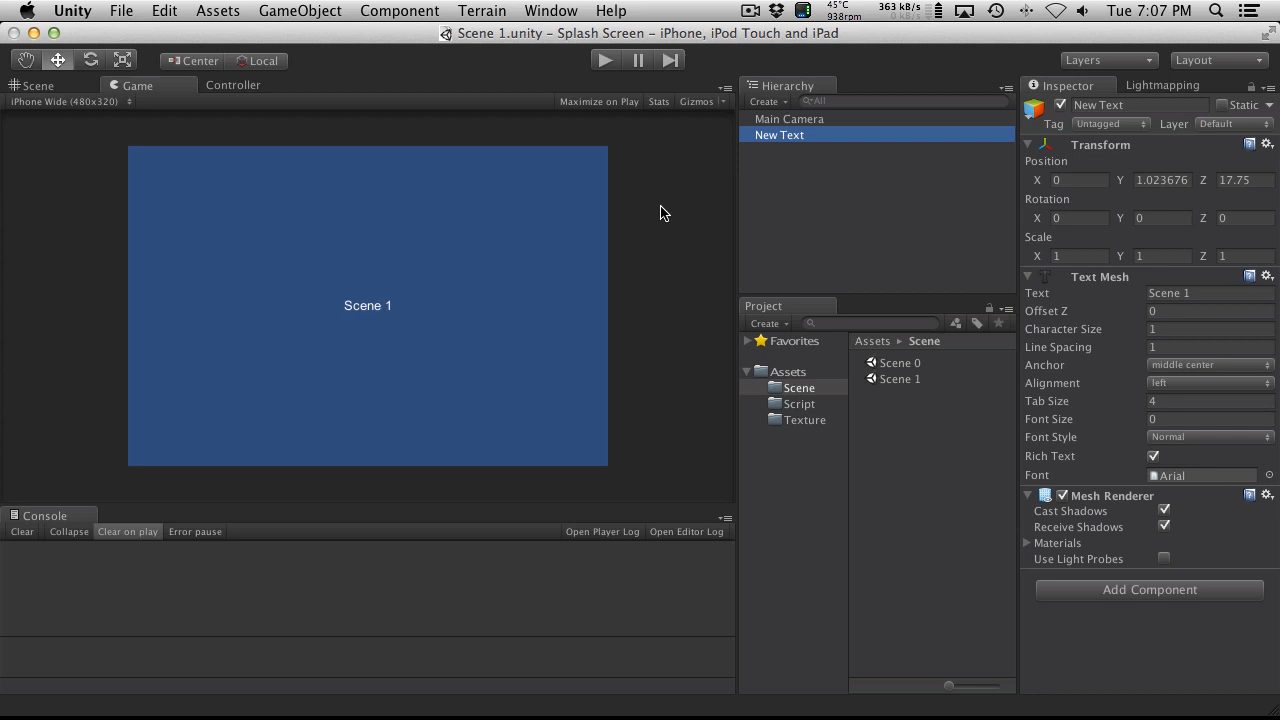 Unity File Edit Assets GameObject Component Terrain Window Help 45°C 938rpm 363 kB/s 0 kB/s Tue 7:07 PM
Scene 1.unity - Splash Screen - iPhone, iPod Touch and iPad
Center Local Layers Layout
Scene Game Controller
iPhone Wide (480x320) Maximize on Play Stats Gizmos
Scene 1
Console
Clear Collapse Clear on play Error pause Open Player Log Open Editor Log
Hierarchy
Create All
Main Camera
New Text
Project
Create
Favorites
Assets
Scene
Script
Texture
Assets Scene
Scene 0
Scene 1
Inspector Lightmapping
New Text Static
Tag Untagged Layer Default
Transform
Position
X 0 Y 1.023676 Z 17.75
Rotation
X 0 Y 0 Z 0
Scale
X 1 Y 1 Z 1
Text Mesh
Text Scene 1
Offset Z 0
Character Size 1
Line Spacing 1
Anchor middle center
Alignment left
Tab Size 4
Font Size 0
Font Style Normal
Rich Text
Font Arial
Mesh Renderer
Cast Shadows
Receive Shadows
Materials
Use Light Probes
Add Component